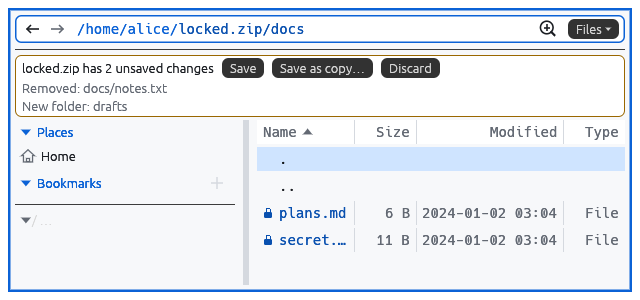 /home/alice/locked.zip/docs Files
locked.zip has 2 unsaved changes Save Save as copy... Discard
Removed: docs/notes.txt
New folder: drafts
Places
Home
Bookmarks +
/ ...
Name Size Modified Type
.
..
plans.md 6 B 2024-01-02 03:04 File
secret.… 11 B 2024-01-02 03:04 File